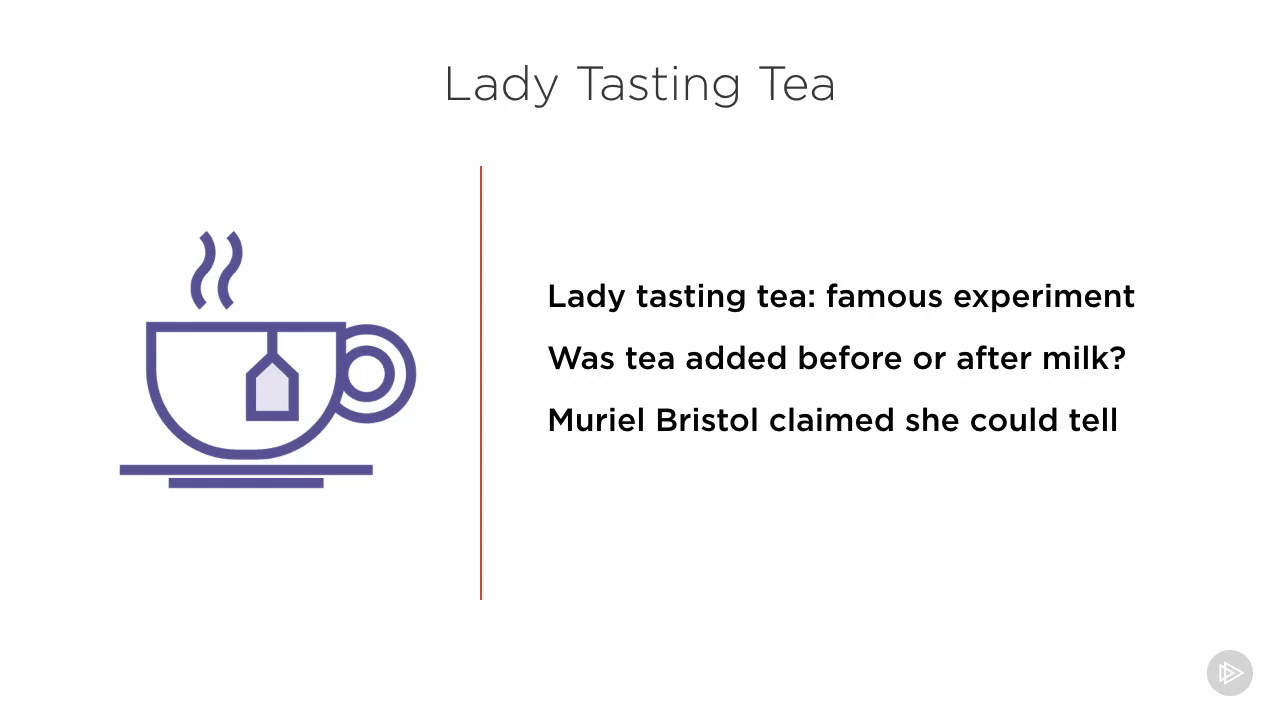 Lady Tasting Tea
Lady tasting tea: famous experiment
Was tea added before or after milk?
Muriel Bristol claimed she could tell